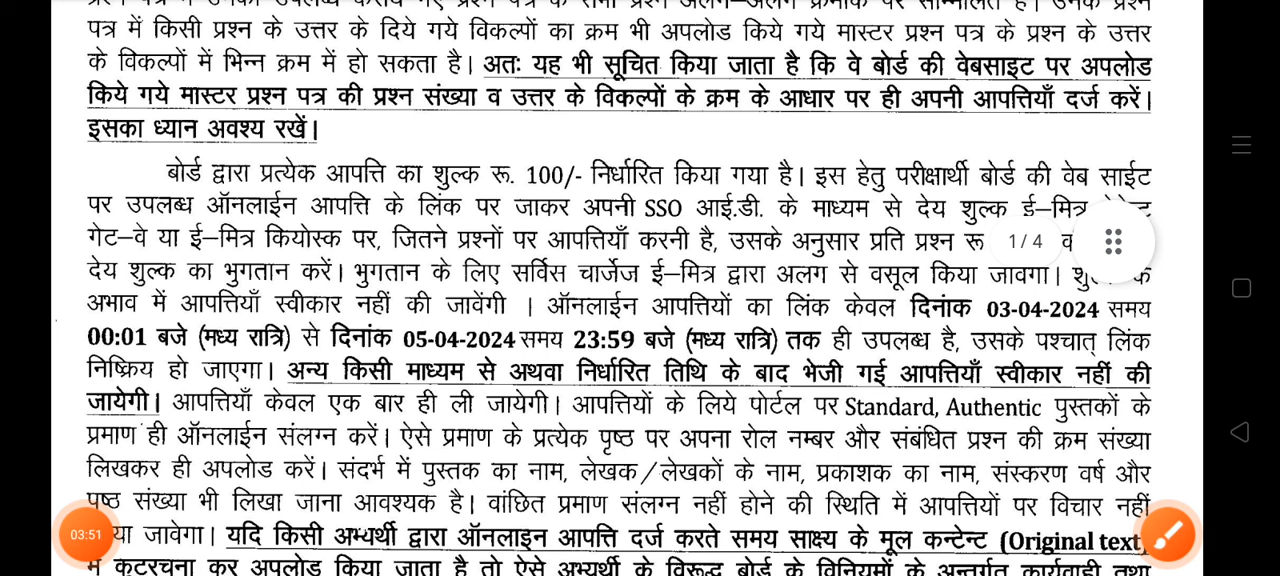 पत्र में किसी प्रश्न के उत्तर के दिये गये विकल्पों का क्रम भी अपलोड किये गये मास्टर प्रश्न पत्र के प्रश्न के उत्तर
के विकल्पों में भिन्न क्रम में हो सकता है। अतः यह भी सूचित किया जाता है कि वे बोर्ड की वेबसाइट पर अपलोड
किये गये मास्टर प्रश्न पत्र की प्रश्न संख्या व उत्तर के विकल्पों के क्रम के आधार पर ही अपनी आपत्तियाँ दर्ज करें।
इसका ध्यान अवश्य रखें।
बोर्ड द्वारा प्रत्येक आपत्ति का शुल्क रू. 100/- निर्धारित किया गया है। इस हेतु परीक्षार्थी बोर्ड की वेब साईट
पर उपलब्ध ऑनलाईन आपत्ति के लिंक पर जाकर अपनी SSO आई.डी. के माध्यम से देय शुल्क ई–मित्र
गेट–वे या ई–मित्र कियोस्क पर, जितने प्रश्नों पर आपत्तियाँ करनी है, उसके अनुसार प्रति प्रश्न रू
1/4
देय शुल्क का भुगतान करें। भुगतान के लिए सर्विस चार्जेज ई–मित्र द्वारा अलग से वसूल किया जावगा।
अभाव में आपत्तियाँ स्वीकार नहीं की जावेंगी । ऑनलाईन आपत्तियों का लिंक केवल दिनांक 03-04-2024 समय
00:01 बजे (मध्य रात्रि) से दिनांक 05-04-2024 समय 23:59 बजे (मध्य रात्रि) तक ही उपलब्ध है, उसके पश्चात् लिंक
निष्क्रिय हो जाएगा। अन्य किसी माध्यम से अथवा निर्धारित तिथि के बाद भेजी गई आपत्तियाँ स्वीकार नहीं की
जायेगी। आपत्तियाँ केवल एक बार ही ली जायेगी। आपत्तियों के लिये पोर्टल पर Standard, Authentic पुस्तकों के
प्रमाण ही ऑनलाईन संलग्न करें। ऐसे प्रमाण के प्रत्येक पृष्ठ पर अपना रोल नम्बर और संबंधित प्रश्न की क्रम संख्या
लिखकर ही अपलोड करें। संदर्भ में पुस्तक का नाम, लेखक/लेखकों के नाम, प्रकाशक का नाम, संस्करण वर्ष और
पृष्ठ संख्या भी लिखा जाना आवश्यक है। वांछित प्रमाण संलग्न नहीं होने की स्थिति में आपत्तियों पर विचार नहीं
03:51
जावेगा। यदि किसी अभ्यर्थी द्वारा ऑनलाइन आपत्ति दर्ज करते समय साक्ष्य के मूल कन्टेन्ट (Original text)
में कूटरचना कर अपलोड किया जाता है तो ऐसे अभ्यर्थी के विरूद्ध बोर्ड के विनियमों के अन्तर्गत कार्यवाही तथा